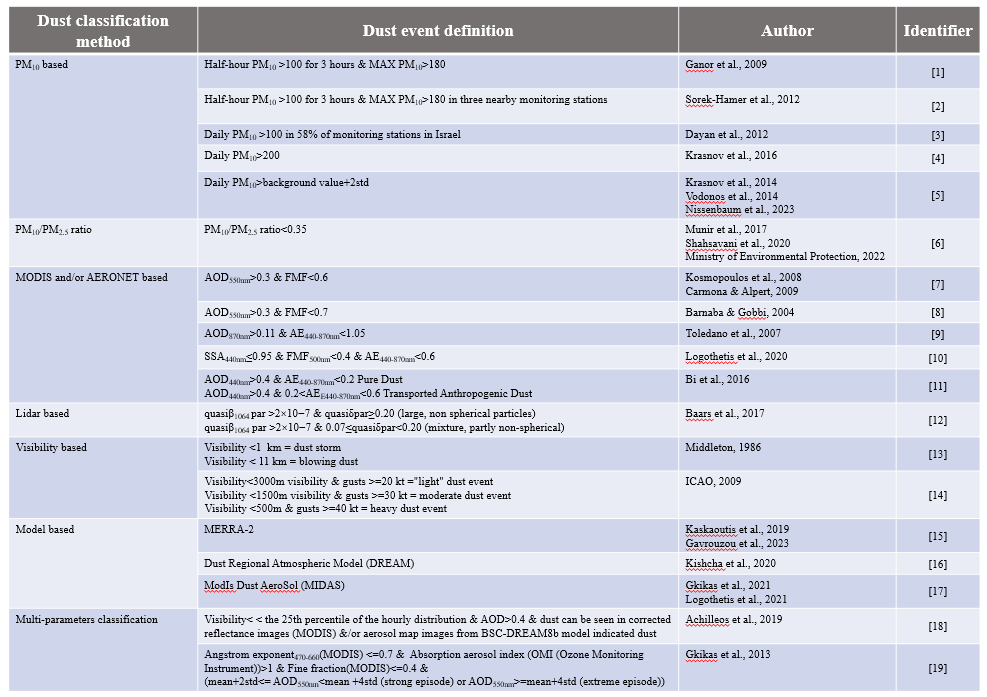 Dust classification method
Dust event definition
Author
Identifier
PM10 based
Half-hour PM10 >100 for 3 hours & MAX PM10>180
Ganor et al., 2009
[1]
Half-hour PM10 >100 for 3 hours & MAX PM10>180 in three nearby monitoring stations
Sorek-Hamer et al., 2012
[2]
Daily PM10 >100 in 58% of monitoring stations in Israel
Dayan et al., 2012
[3]
Daily PM10>200
Krasnov et al., 2016
[4]
Daily PM10>background value+2std
Krasnov et al., 2014
Vodonos et al., 2014
Nissenbaum et al., 2023
[5]
PM10/PM2.5 ratio
PM10/PM2.5 ratio<0.35
Munir et al., 2017
Shahsavani et al., 2020
Ministry of Environmental Protection, 2022
[6]
MODIS and/or AERONET based
AOD550nm>0.3 & FMF<0.6
Kosmopoulos et al., 2008
Carmona & Alpert, 2009
[7]
AOD550nm>0.3 & FMF<0.7
Barnaba & Gobbi, 2004
[8]
AOD870nm>0.11 & AE440-870nm<1.05
Toledano et al., 2007
[9]
SSA440nm≤0.95 & FMF500nm<0.4 & AE440-870nm<0.6
Logothetis et al., 2020
[10]
AOD440nm>0.4 & AE440-870nm<0.2 Pure Dust
AOD440nm>0.4 & 0.2<AEE440-870nm<0.6 Transported Anthropogenic Dust
Bi et al., 2016
[11]
Lidar based
quasiβ1064 par >2×10−7 & quasiδpar≥0.20 (large, non spherical particles)
quasiβ1064 par >2×10−7 & 0.07≤quasiδpar<0.20 (mixture, partly non-spherical)
Baars et al., 2017
[12]
Visibility based
Visibility <1 km = dust storm
Visibility < 11 km = blowing dust
Middleton, 1986
[13]
Visibility<3000m visibility & gusts >=20 kt ="light" dust event
Visibility <1500m visibility & gusts >=30 kt = moderate dust event
Visibility <500m & gusts >=40 kt = heavy dust event
ICAO, 2009
[14]
Model based
MERRA-2
Kaskaoutis et al., 2019
Gavrouzou et al., 2023
[15]
Dust Regional Atmospheric Model (DREAM)
Kishcha et al., 2020
[16]
ModIs Dust AeroSol (MIDAS)
Gkikas et al., 2021
Logothetis et al., 2021
[17]
Multi-parameters classification
Visibility< < the 25th percentile of the hourly distribution & AOD>0.4 & dust can be seen in corrected
reflectance images (MODIS) &/or aerosol map images from BSC-DREAM8b model indicated dust
Achilleos et al., 2019
[18]
Angstrom exponent470-660(MODIS) <=0.7 & Absorption aerosol index (OMI (Ozone Monitoring
Instrument))>1 & Fine fraction(MODIS)<=0.4 &
(mean+2std<= AOD550nm<mean +4std (strong episode) or AOD550nm>=mean+4std (extreme episode))
Gkikas et al., 2013
[19]